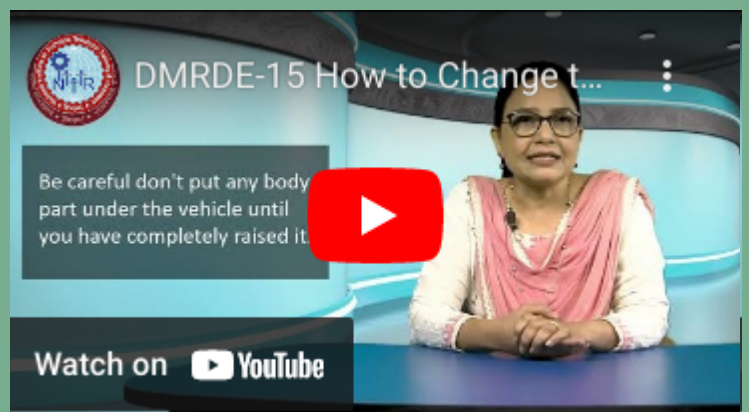 NITTTR
DMRDE-15 How to Change t...
Be careful don't put any body
part under the vehicle until
you have completely raised it.
Watch on YouTube